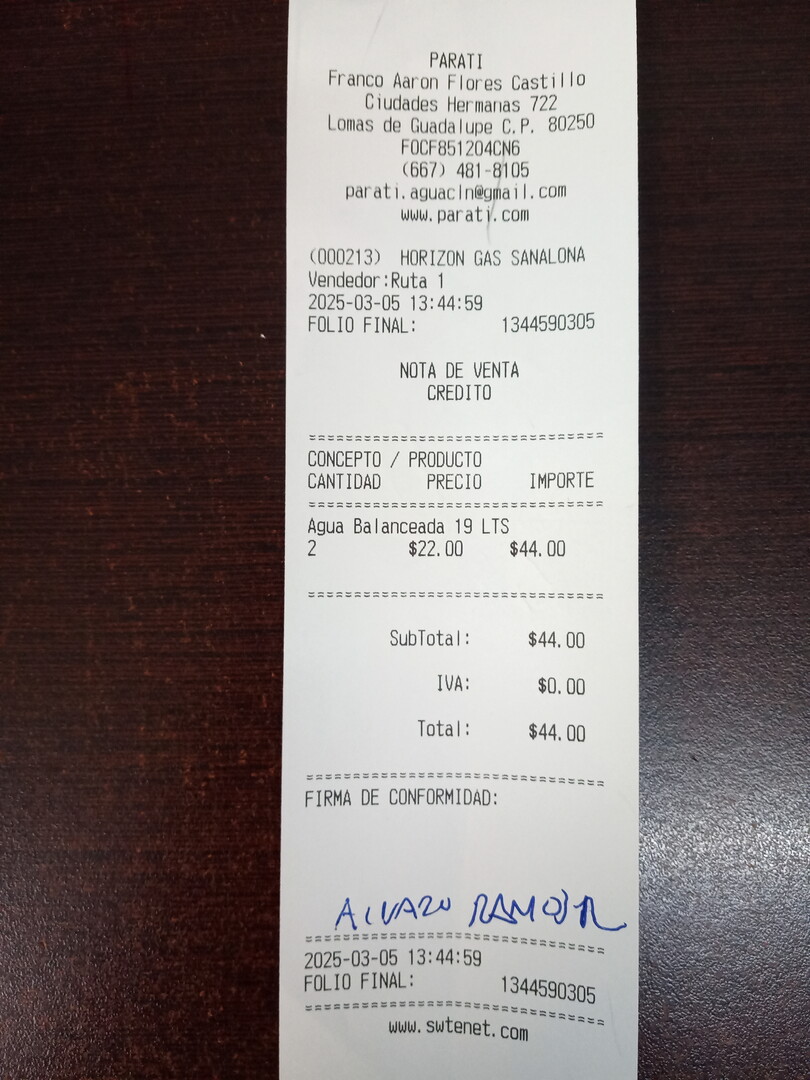 PARATI
Franco Aaron Flores Castillo
Ciudades Hermanas 722
Lomas de Guadalupe C.P. 80250
FOCF851204CN6
(667) 481-8105
parati.aguacln@gmail.com
www.parati.com
(000213) HORIZON GAS SANALONA
Vendedor:Ruta 1
2025-03-05 13:44:59
FOLIO FINAL: 1344590305
NOTA DE VENTA
CREDITO
==============================
CONCEPTO / PRODUCTO
CANTIDAD PRECIO IMPORTE
==============================
Agua Balanceada 19 LTS
2 $22.00 $44.00
==============================
SubTotal: $44.00
IVA: $0.00
Total: $44.00
==============================
FIRMA DE CONFORMIDAD:
ALVARO
==============================
2025-03-05 13:44:59
FOLIO FINAL: 1344590305
==============================
www.swtenet.com